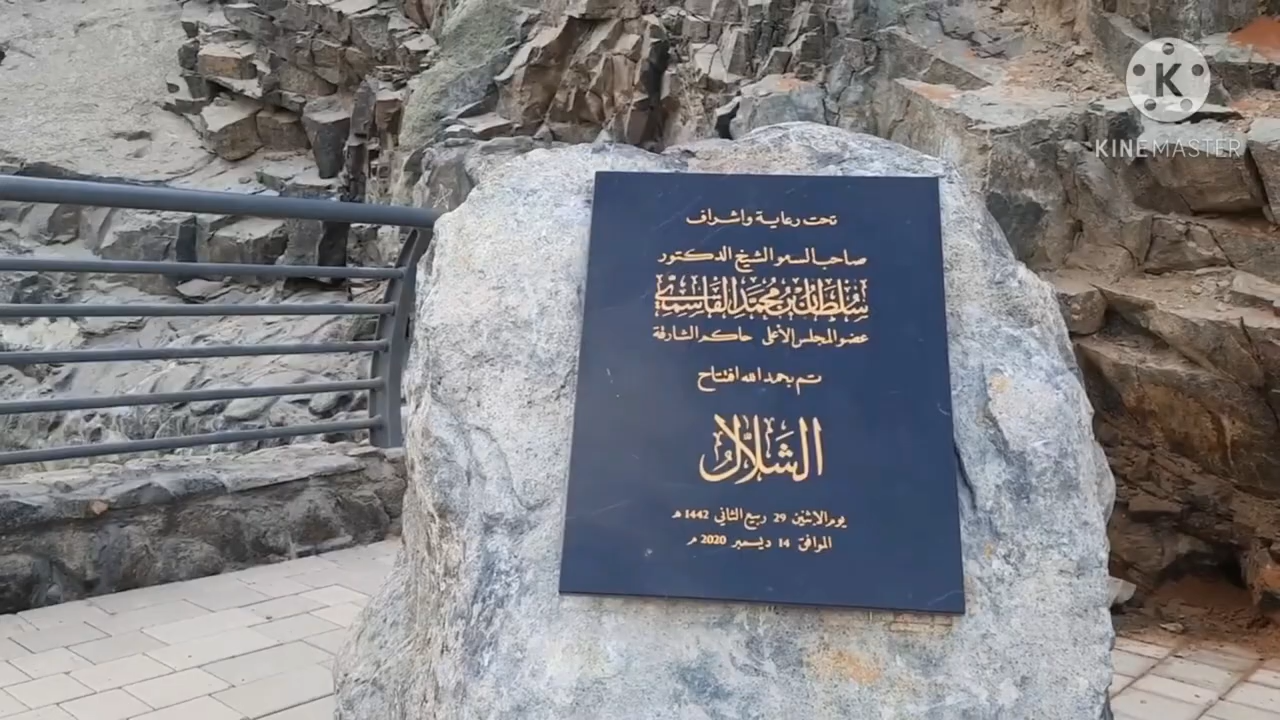 تحت رعاية واشراف
صاحب السمو الشيخ الدكتور
سلطان بن محمد القاسمي
عضو المجلس الأعلى حاكم الشارقة
تم بحمد الله افتتاح
الشلال
يوم الاثنين 29 ربيع الثاني 1442 هـ
الموافق 14 ديسمبر 2020 م
K
KINEMASTER